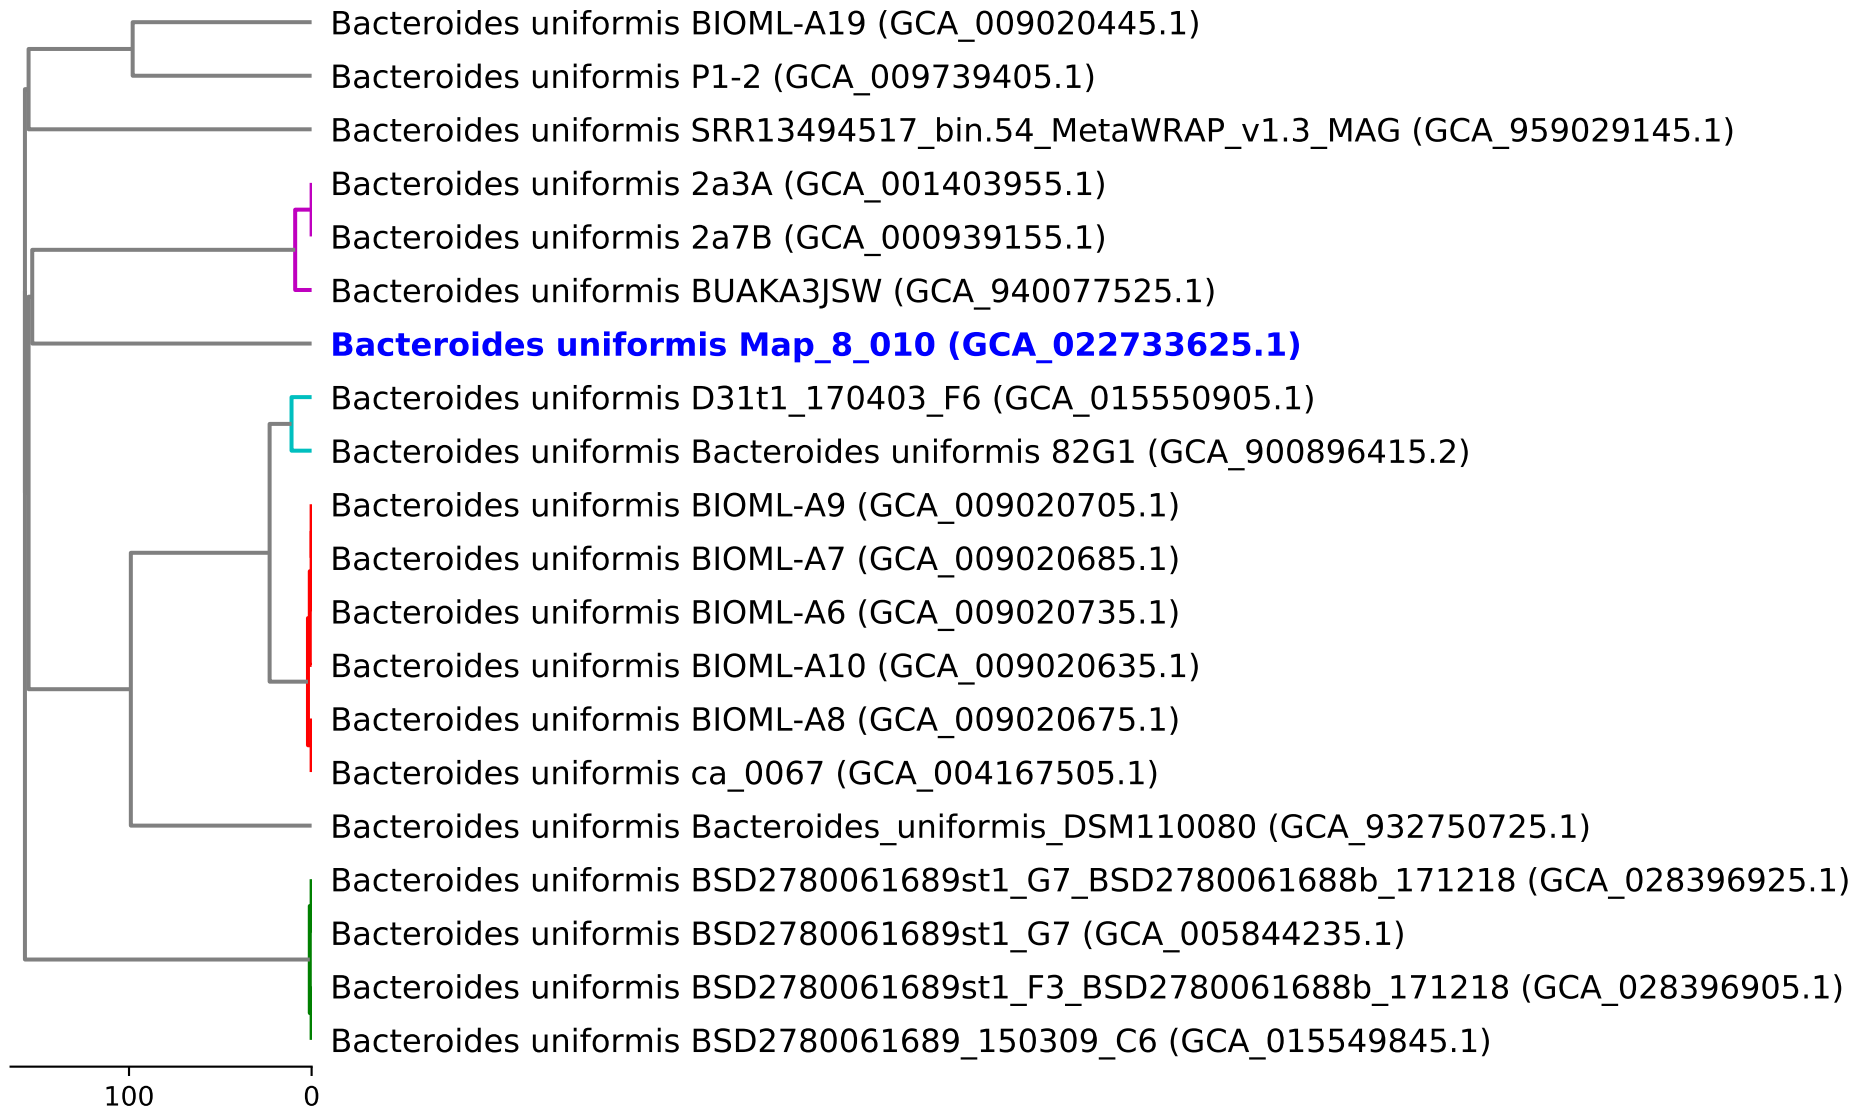 Bacteroides uniformis BIOML-A19 (GCA_009020445.1)
Bacteroides uniformis P1-2 (GCA_009739405.1)
Bacteroides uniformis SRR13494517_bin.54_MetaWRAP_v1.3_MAG (GCA_959029145.1)
Bacteroides uniformis 2a3A (GCA_001403955.1)
Bacteroides uniformis 2a7B (GCA_000939155.1)
Bacteroides uniformis BUAKA3JSW (GCA_940077525.1)
Bacteroides uniformis Map_8_010 (GCA_022733625.1)
Bacteroides uniformis D31t1_170403_F6 (GCA_015550905.1)
Bacteroides uniformis Bacteroides uniformis 82G1 (GCA_900896415.2)
Bacteroides uniformis BIOML-A9 (GCA_009020705.1)
Bacteroides uniformis BIOML-A7 (GCA_009020685.1)
Bacteroides uniformis BIOML-A6 (GCA_009020735.1)
Bacteroides uniformis BIOML-A10 (GCA_009020635.1)
Bacteroides uniformis BIOML-A8 (GCA_009020675.1)
Bacteroides uniformis ca_0067 (GCA_004167505.1)
Bacteroides uniformis Bacteroides_uniformis_DSM110080 (GCA_932750725.1)
Bacteroides uniformis BSD2780061689st1_G7_BSD2780061688b_171218 (GCA_028396925.1)
Bacteroides uniformis BSD2780061689st1_G7 (GCA_005844235.1)
Bacteroides uniformis BSD2780061689st1_F3_BSD2780061688b_171218 (GCA_028396905.1)
Bacteroides uniformis BSD2780061689_150309_C6 (GCA_015549845.1)
100 0